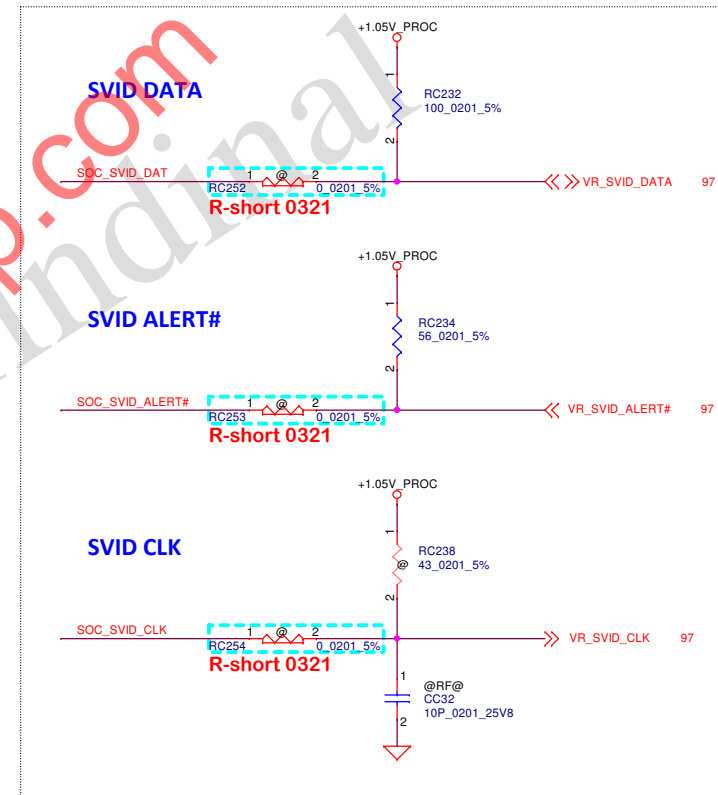 +1.05V_PROC
SVID DATA
1
RC232
100_0201_5%
2
SOC_SVID_DAT
1 @ 2
RC252 0_0201_5%
VR_SVID_DATA 97
R-short 0321
+1.05V_PROC
SVID ALERT#
1
RC234
56_0201_5%
2
SOC_SVID_ALERT#
1 @ 2
RC253 0_0201_5%
VR_SVID_ALERT# 97
R-short 0321
+1.05V_PROC
SVID CLK
1
RC238
@ 43_0201_5%
2
SOC_SVID_CLK
1 @ 2
RC254 0_0201_5%
VR_SVID_CLK 97
R-short 0321
1
@RF@
CC32
10P_0201_25V8
2